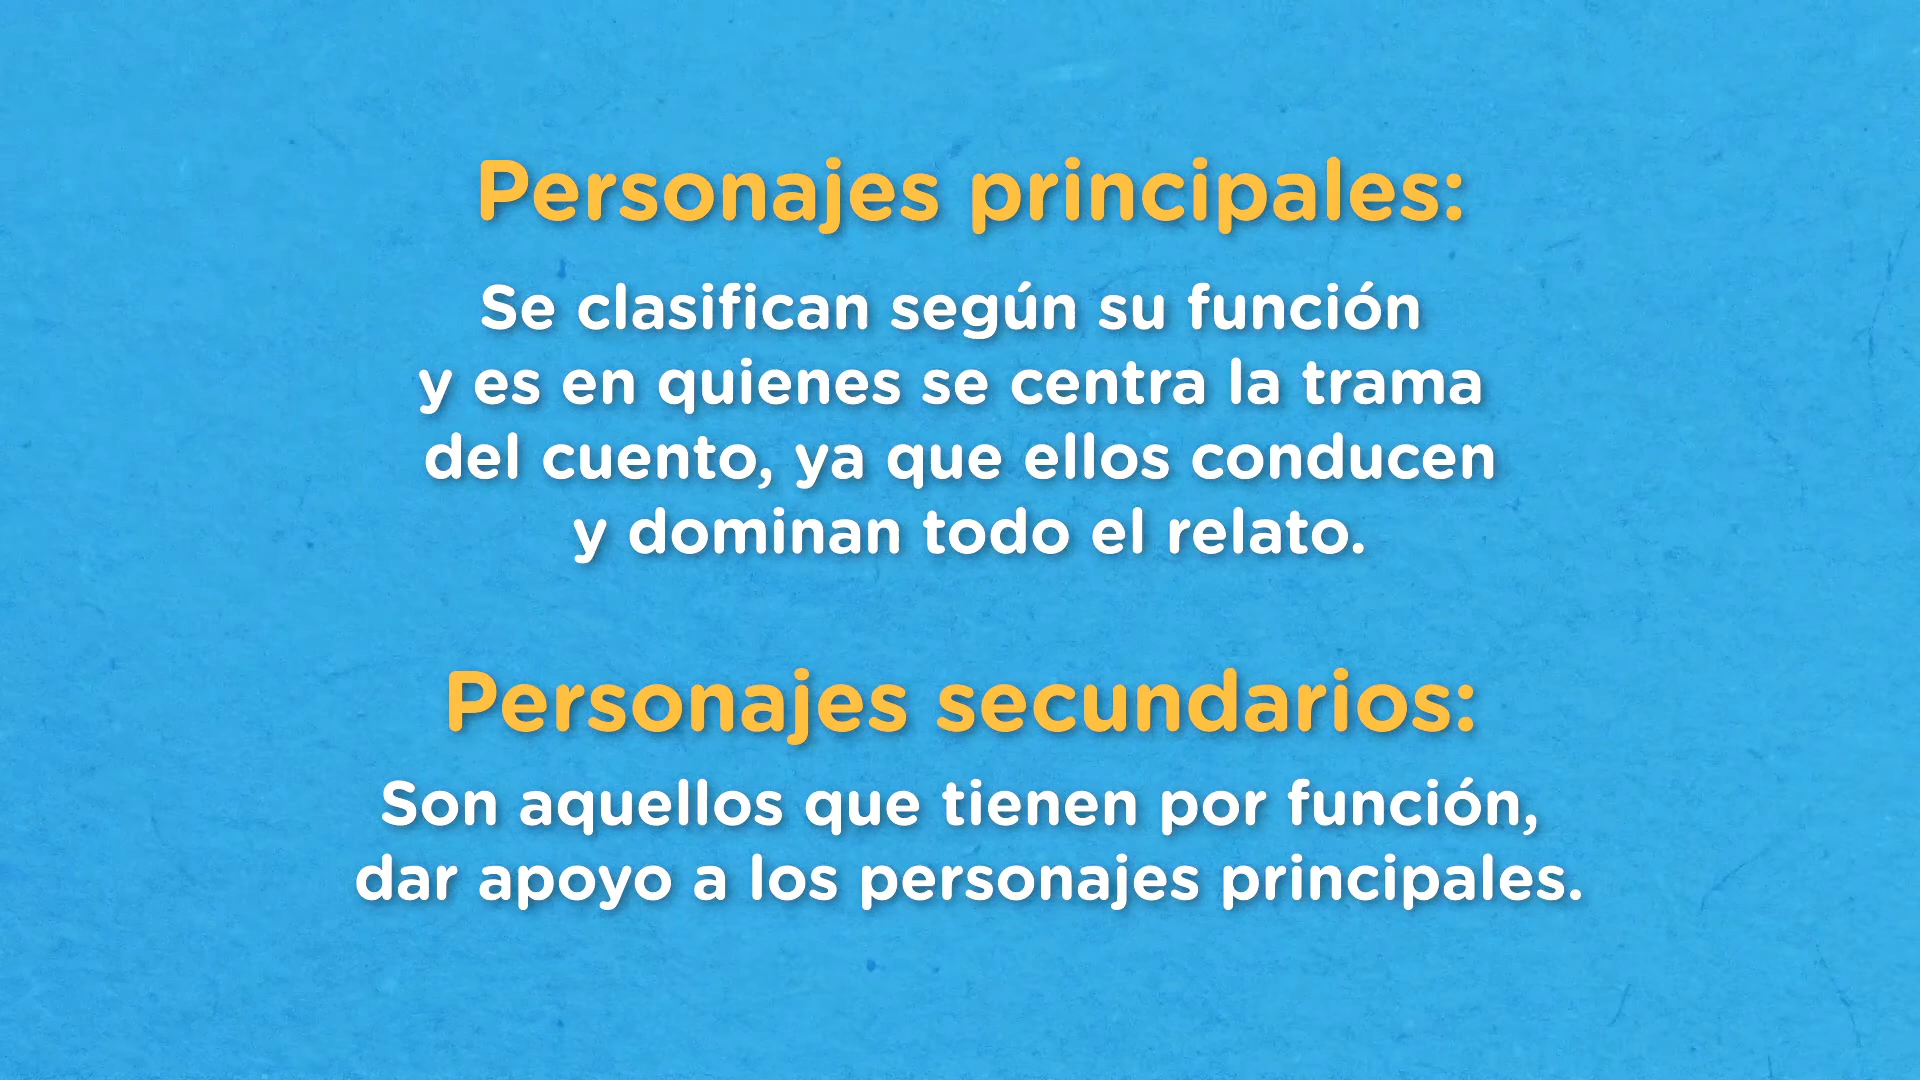 Personajes principales:
Se clasifican según su función
y es en quienes se centra la trama
del cuento, ya que ellos conducen
y dominan todo el relato.
Personajes secundarios:
Son aquellos que tienen por función,
dar apoyo a los personajes principales.